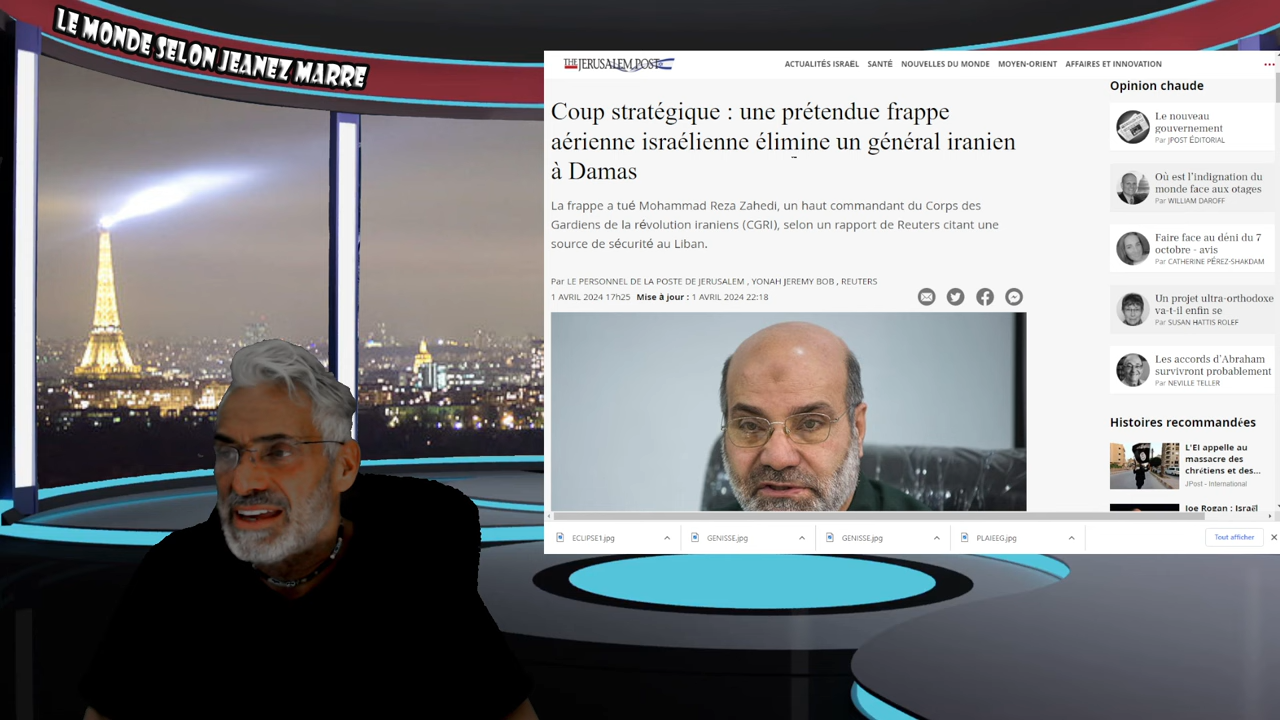 LE MONDE SELON JEANEZ MARRE
THE JERUSALEM POST
ACTUALITÉS ISRAËL SANTÉ NOUVELLES DU MONDE MOYEN-ORIENT AFFAIRES ET INNOVATION
Coup stratégique : une prétendue frappe
aérienne israélienne élimine un général iranien
à Damas
La frappe a tué Mohammad Reza Zahedi, un haut commandant du Corps des
Gardiens de la révolution iraniens (CGRI), selon un rapport de Reuters citant une
source de sécurité au Liban.
Par LE PERSONNEL DE LA POSTE DE JERUSALEM , YONAH JEREMY BOB , REUTERS
1 AVRIL 2024 17h25 Mise à jour : 1 AVRIL 2024 22:18
Opinion chaude
Le nouveau
gouvernement
Par JPOST ÉDITORIAL
Où est l'indignation du
monde face aux otages
Par WILLIAM DAROFF
Faire face au déni du 7
octobre - avis
Par CATHERINE PÉREZ-SHAKDAM
Un projet ultra-orthodoxe
va-t-il enfin se
Par SUSAN HATTIS ROLEF
Les accords d'Abraham
survivront probablement
Par NEVILLE TELLER
Histoires recommandées
L'EI appelle au
massacre des
chrétiens et des...
JPost - International
Joe Rogan : Israël
ECLIPSE1.jpg
GENISSE.jpg
GENISSE.jpg
PLAIEEG.jpg
Tout afficher